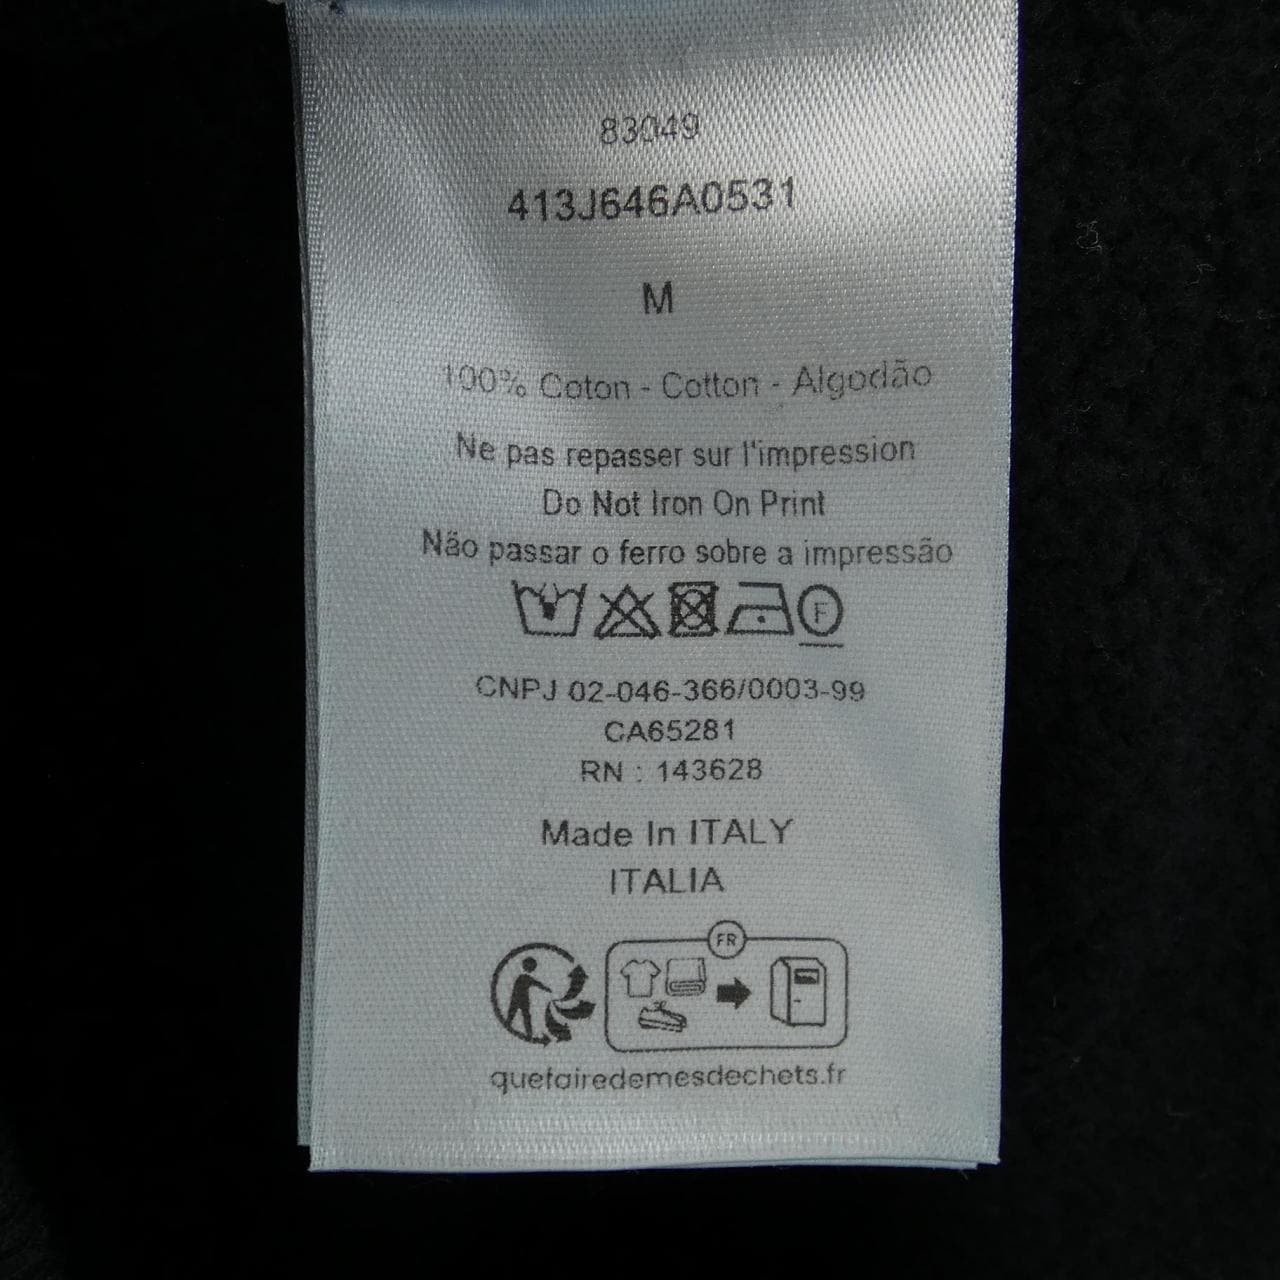 83049
413J646A0531
M
100% Coton - Cotton - Algodão
Ne pas repasser sur l'impression
Do Not Iron On Print
Não passar o ferro sobre a impressão
F
CNPJ 02-046-366/0003-99
CA65281
RN : 143628
Made In ITALY
ITALIA
FR
quefairedemesdechets.fr